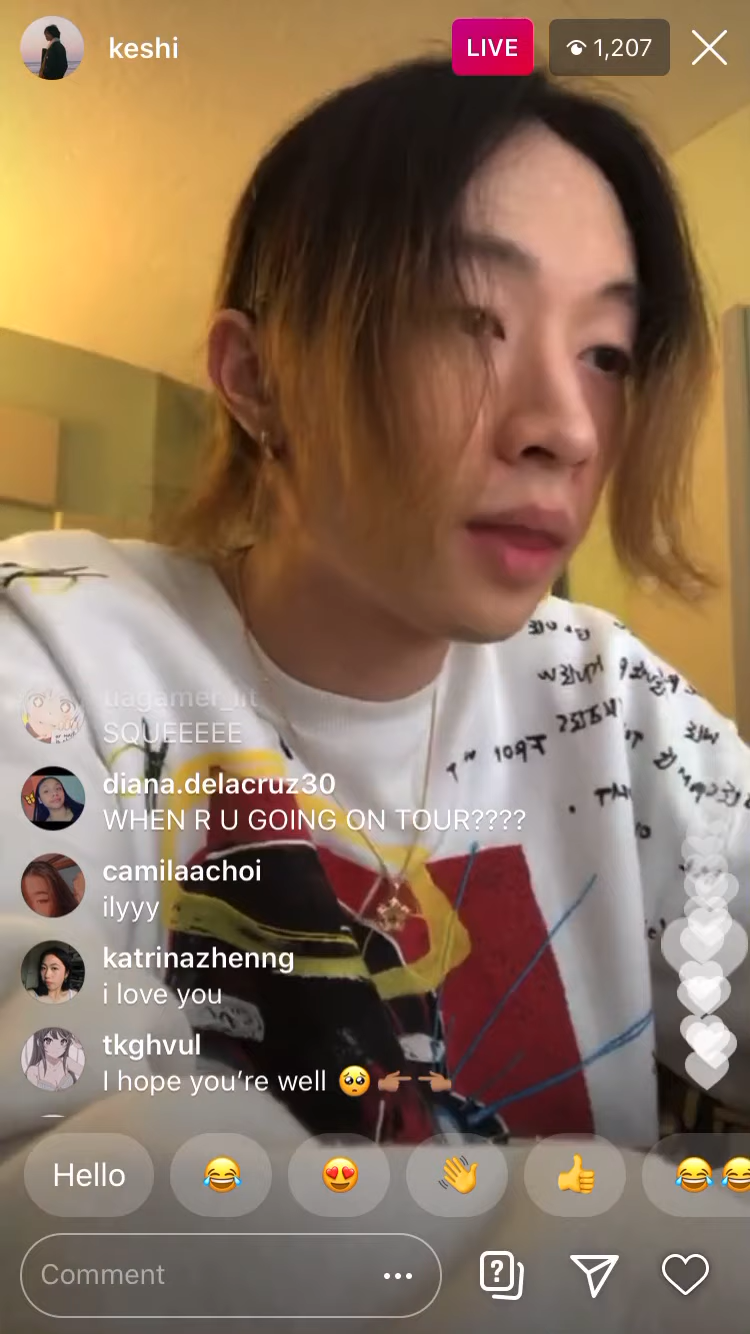 keshi
LIVE
1,207
tiagamer_lit
SQUEEEEE
diana.delacruz30
WHEN R U GOING ON TOUR????
camilaachoi
ilyyy
katrinazhenng
i love you
tkghvul
I hope you’re well 🥺 👉🏽 👈🏽
Hello
Comment